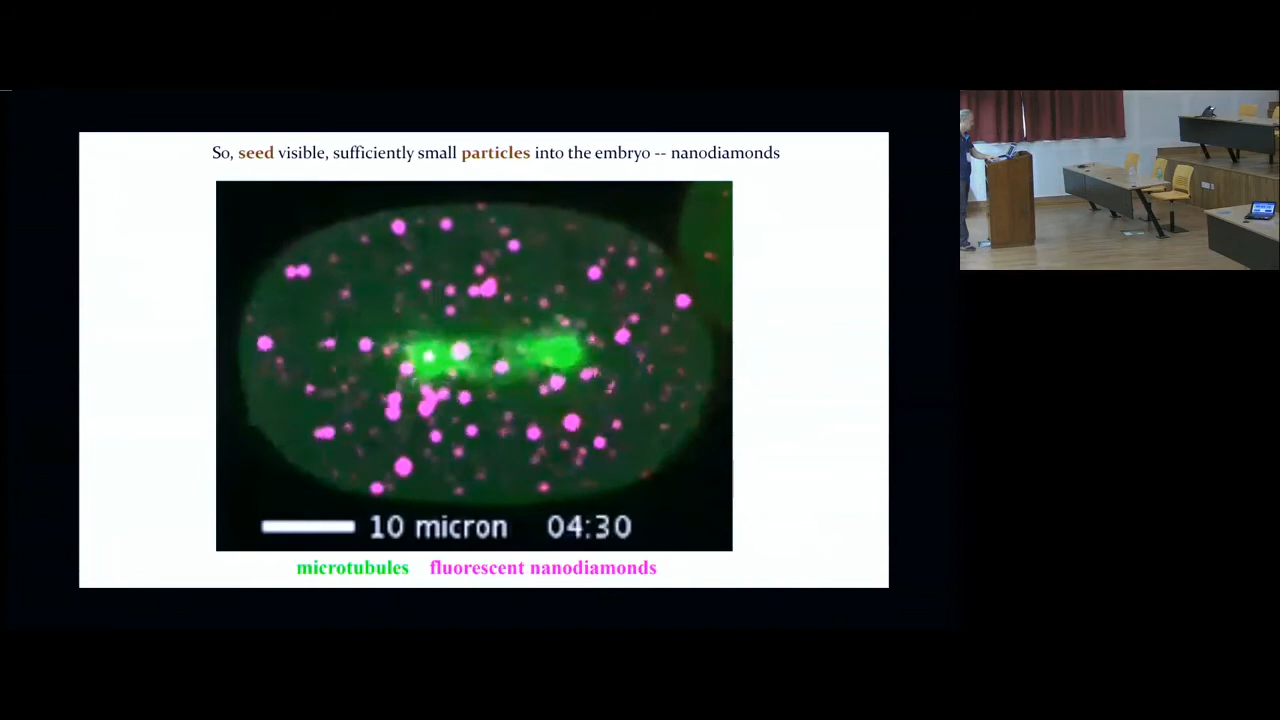 So, seed visible, sufficiently small particles into the embryo -- nanodiamonds
10 micron 04:30
microtubules fluorescent nanodiamonds